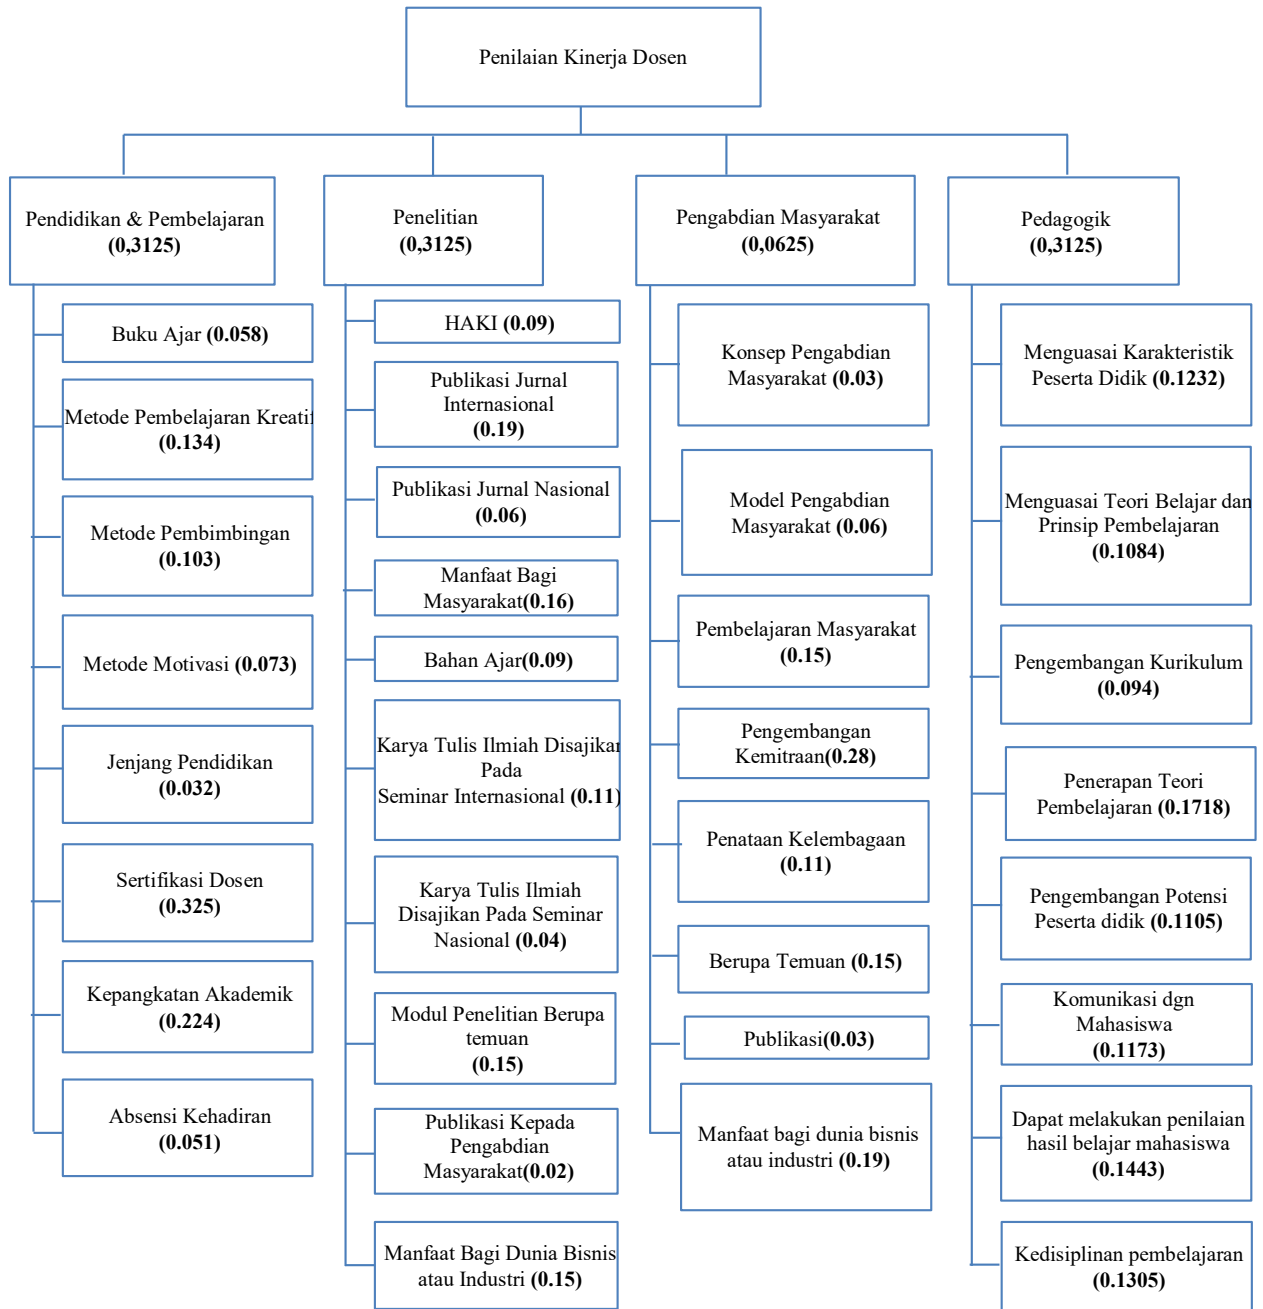 Penilaian Kinerja Dosen
Pendidikan & Pembelajaran
(0,3125)
Buku Ajar (0.058)
Metode Pembelajaran Kreatif
(0.134)
Metode Pembimbingan
(0.103)
Metode Motivasi (0.073)
Jenjang Pendidikan
(0.032)
Sertifikasi Dosen
(0.325)
Kepangkatan Akademik
(0.224)
Absensi Kehadiran
(0.051)
Penelitian
(0,3125)
HAKI (0.09)
Publikasi Jurnal
Internasional
(0.19)
Publikasi Jurnal Nasional
(0.06)
Manfaat Bagi
Masyarakat(0.16)
Bahan Ajar(0.09)
Karya Tulis Ilmiah Disajikan
Pada
Seminar Internasional (0.11)
Karya Tulis Ilmiah
Disajikan Pada Seminar
Nasional (0.04)
Modul Penelitian Berupa
temuan
(0.15)
Publikasi Kepada
Pengabdian
Masyarakat(0.02)
Manfaat Bagi Dunia Bisnis
atau Industri (0.15)
Pengabdian Masyarakat
(0,0625)
Konsep Pengabdian
Masyarakat (0.03)
Model Pengabdian
Masyarakat (0.06)
Pembelajaran Masyarakat
(0.15)
Pengembangan
Kemitraan(0.28)
Penataan Kelembagaan
(0.11)
Berupa Temuan (0.15)
Publikasi(0.03)
Manfaat bagi dunia bisnis
atau industri (0.19)
Pedagogik
(0,3125)
Menguasai Karakteristik
Peserta Didik (0.1232)
Menguasai Teori Belajar dan
Prinsip Pembelajaran
(0.1084)
Pengembangan Kurikulum
(0.094)
Penerapan Teori
Pembelajaran (0.1718)
Pengembangan Potensi
Peserta didik (0.1105)
Komunikasi dgn
Mahasiswa
(0.1173)
Dapat melakukan penilaian
hasil belajar mahasiswa
(0.1443)
Kedisiplinan pembelajaran
(0.1305)